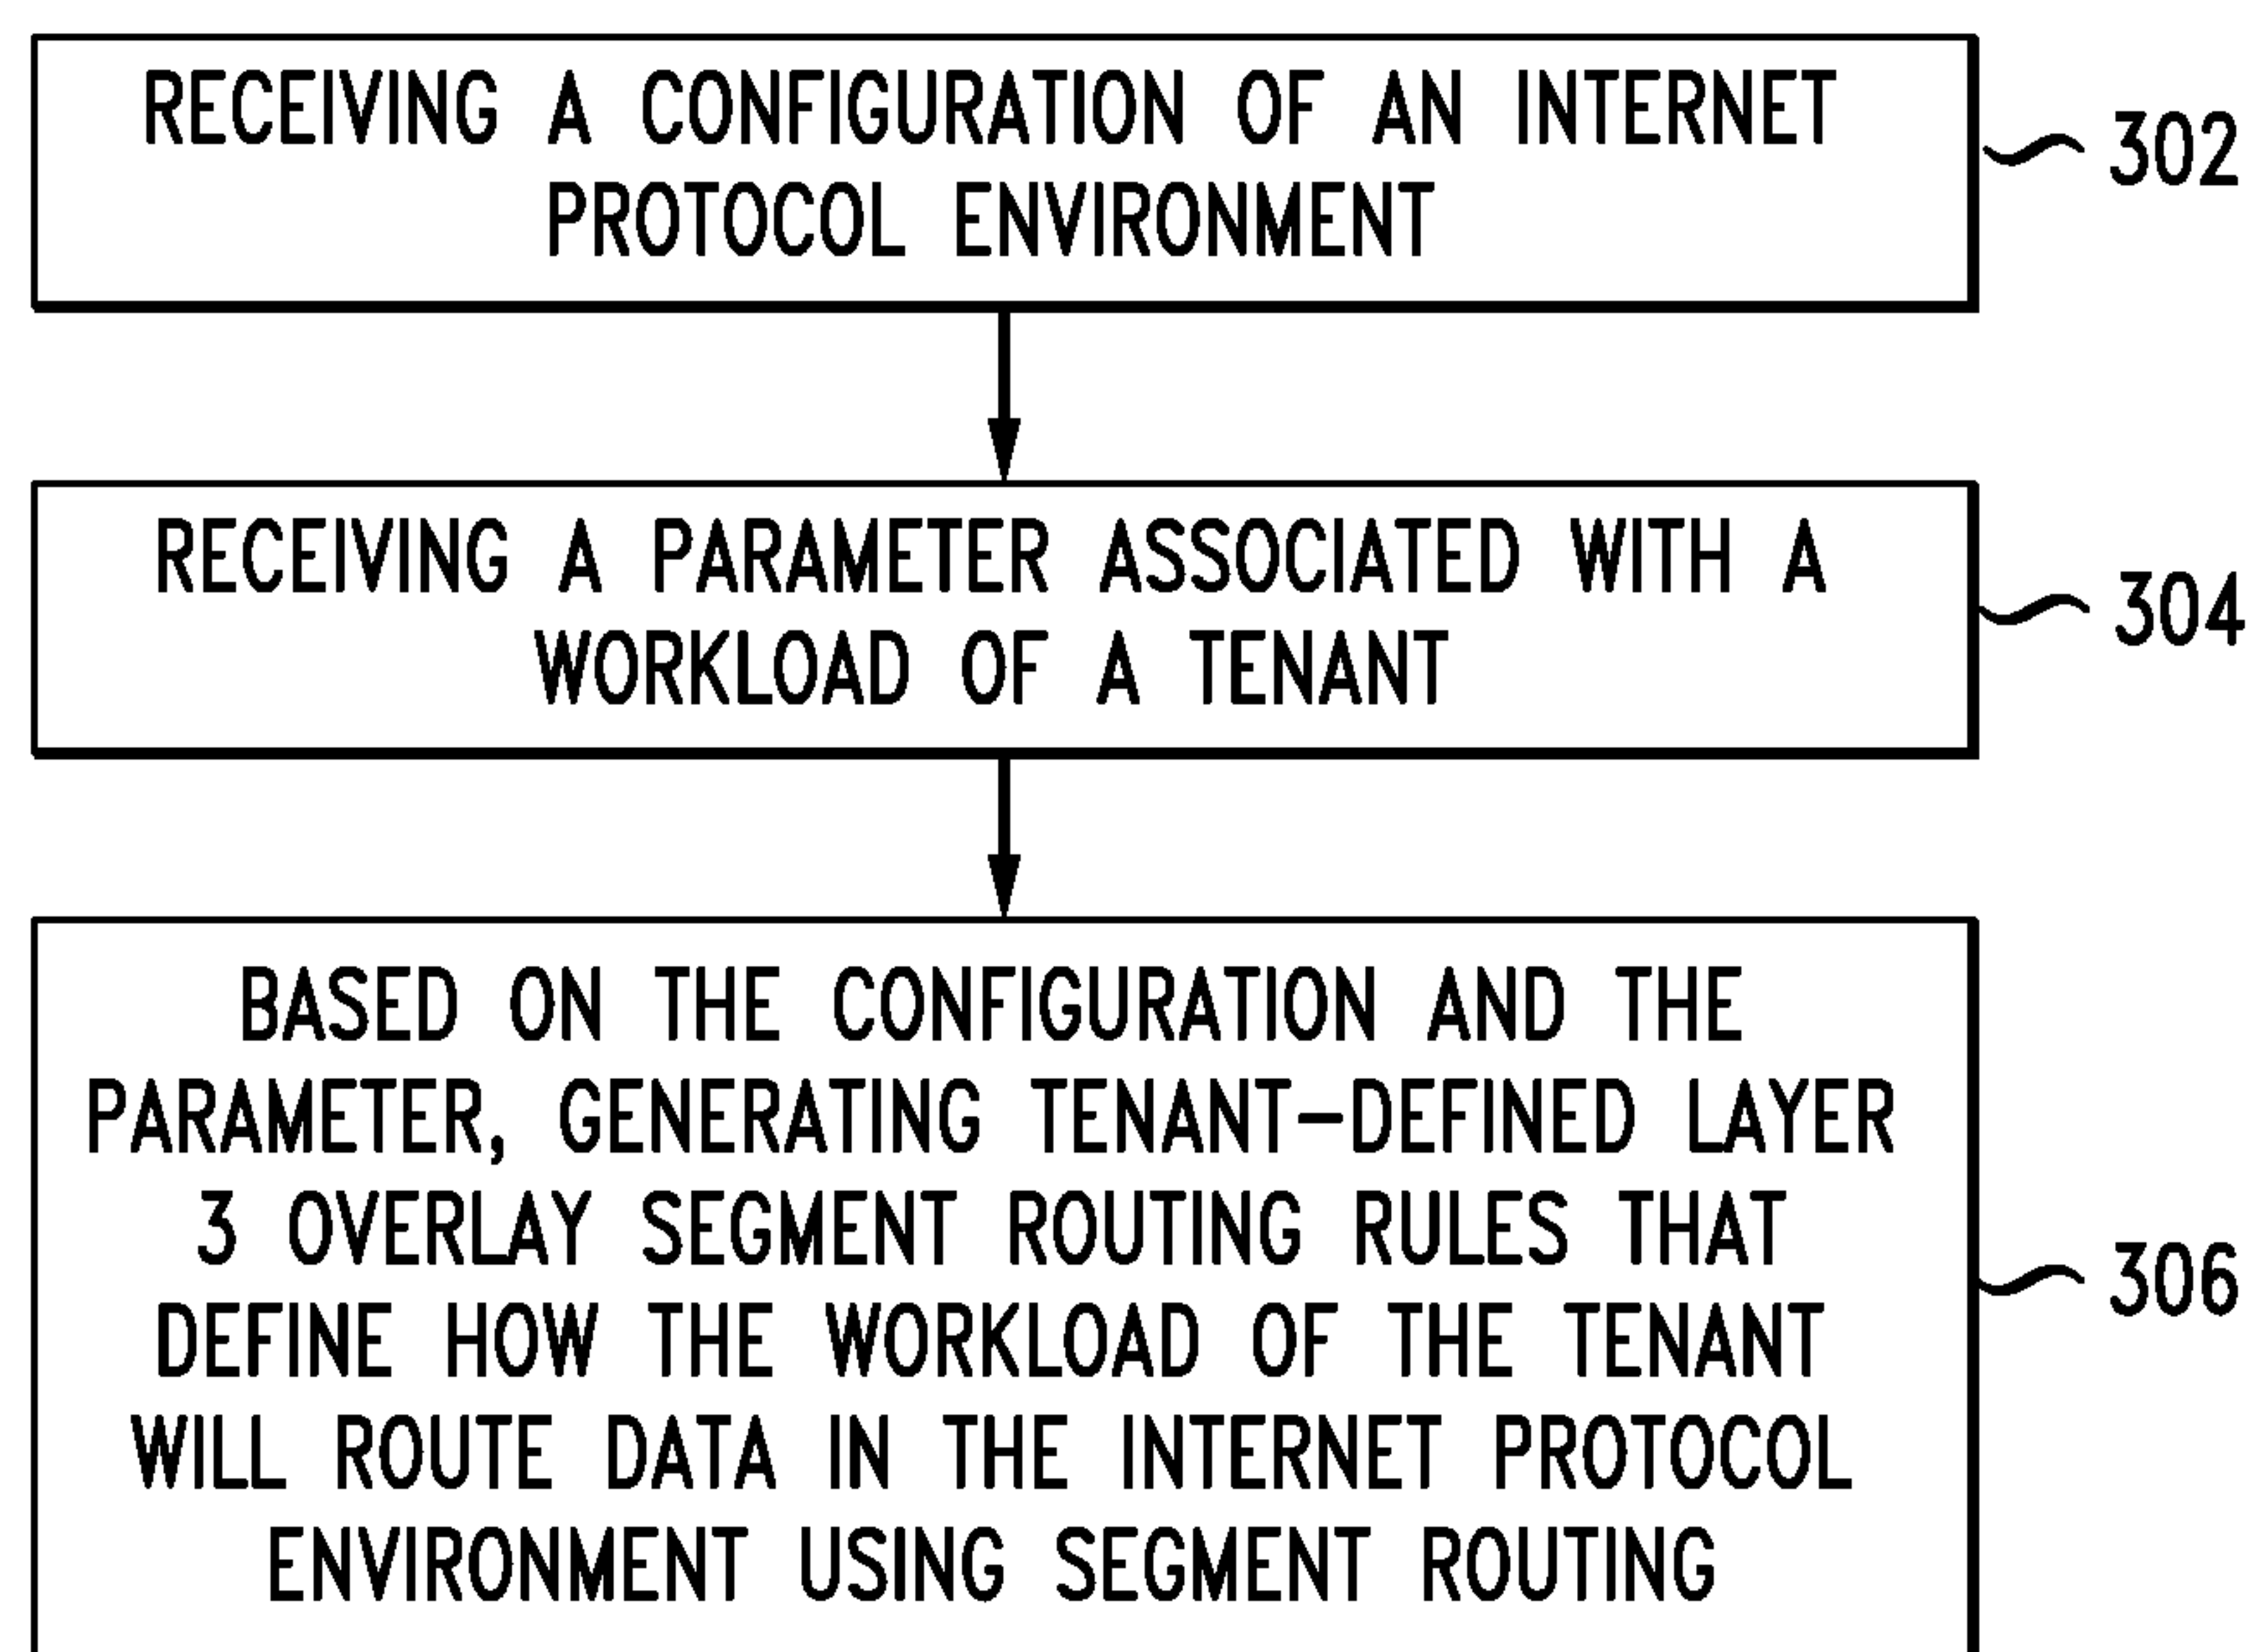 RECEIVING A CONFIGURATION OF AN INTERNET
PROTOCOL ENVIRONMENT
302
RECEIVING A PARAMETER ASSOCIATED WITH A
WORKLOAD OF A TENANT
304
BASED ON THE CONFIGURATION AND THE
PARAMETER, GENERATING TENANT-DEFINED LAYER
3 OVERLAY SEGMENT ROUTING RULES THAT
DEFINE HOW THE WORKLOAD OF THE TENANT
WILL ROUTE DATA IN THE INTERNET PROTOCOL
ENVIRONMENT USING SEGMENT ROUTING
306